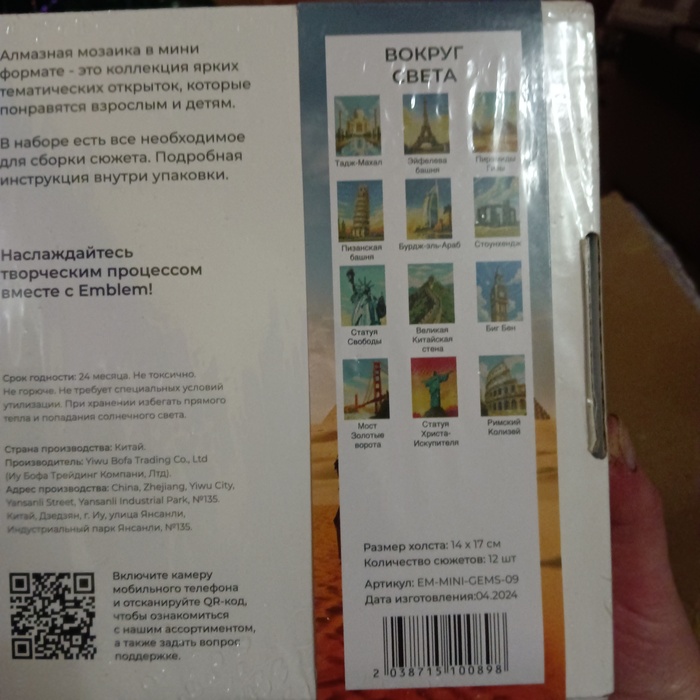 Алмазная мозаика в мини
формате - это коллекция ярких
тематических открыток, которые
понравятся взрослым и детям.
В наборе есть все необходимое
для сборки сюжета. Подробная
инструкция внутри упаковки.
Наслаждайтесь
творческим процессом
вместе с Emblem!
Срок годности: 24 месяца. Не токсично.
Не горюче. Не требует специальных условий
утилизации. При хранении избегать прямого
тепла и попадания солнечного света.
Страна производства: Китай.
Производитель: Yiwu Bofa Trading Co., Ltd
(Иу Бофа Трейдинг Компани, Лтд).
Адрес производства: China, Zhejiang, Yiwu City,
Yansanli Street, Yansanli Industrial Park, №135.
Китай, Дзедзян, г. Иу, улица Янсанли,
Индустриальный парк Янсанли, №135.
Включите камеру
мобильного телефона
и отсканируйте QR-код,
чтобы ознакомиться
с нашим ассортиментом,
а также задать вопрос
поддержке.
ВОКРУГ
СВЕТА
Тадж-Махал
Эйфелева
башня
Пирамиды
Гизы
Пизанская
башня
Бурдж-эль-Араб
Стоунхендж
Статуя
Свободы
Великая
Китайская
стена
Биг Бен
Мост
Золотые
ворота
Статуя
Христа-
Искупителя
Римский
Колизей
Размер холста: 14 х 17 см
Количество сюжетов: 12 шт
Артикул: EM-MINI-GEMS-09
Дата изготовления:04.2024
2 038715 100898